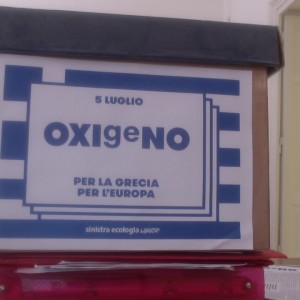 5 LUGLIO
OXIgeNO
PER LA GRECIA
PER L'EUROPA
sinistra ecologia